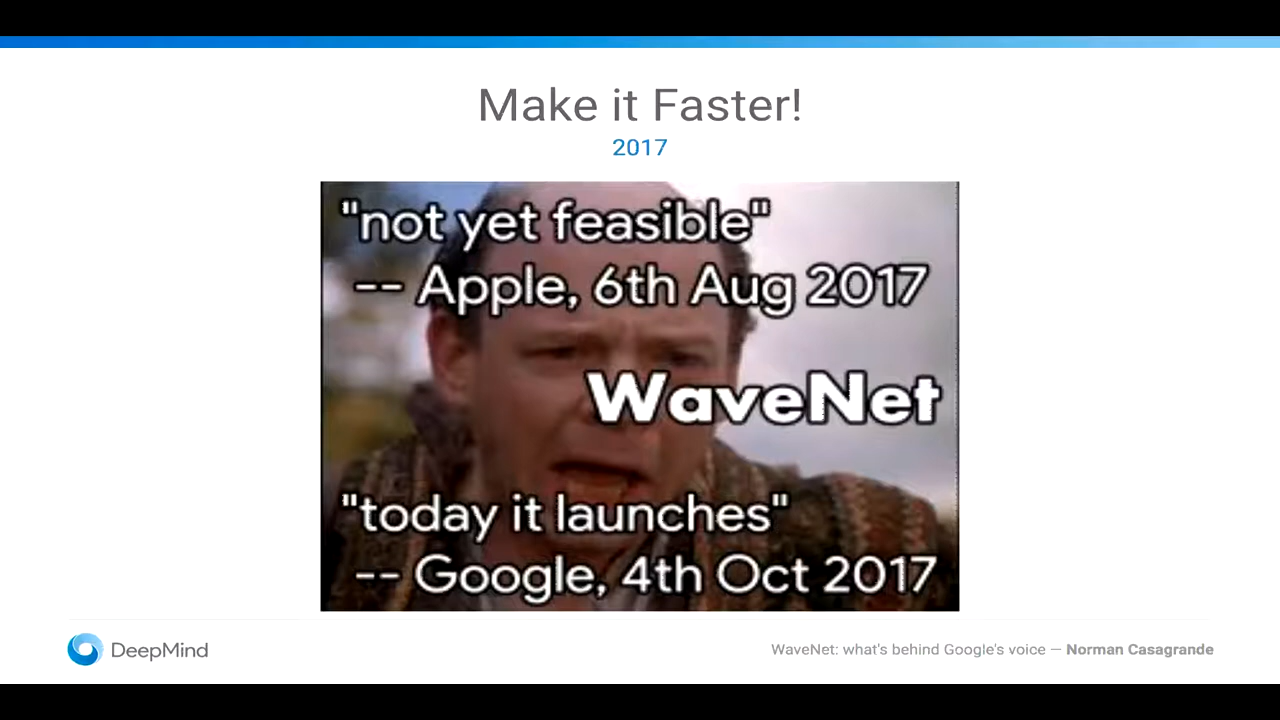 Make it Faster!
2017
"not yet feasible"
-- Apple, 6th Aug 2017
WaveNet
"today it launches"
-- Google, 4th Oct 2017
DeepMind
WaveNet: what's behind Google's voice — Norman Casagrande